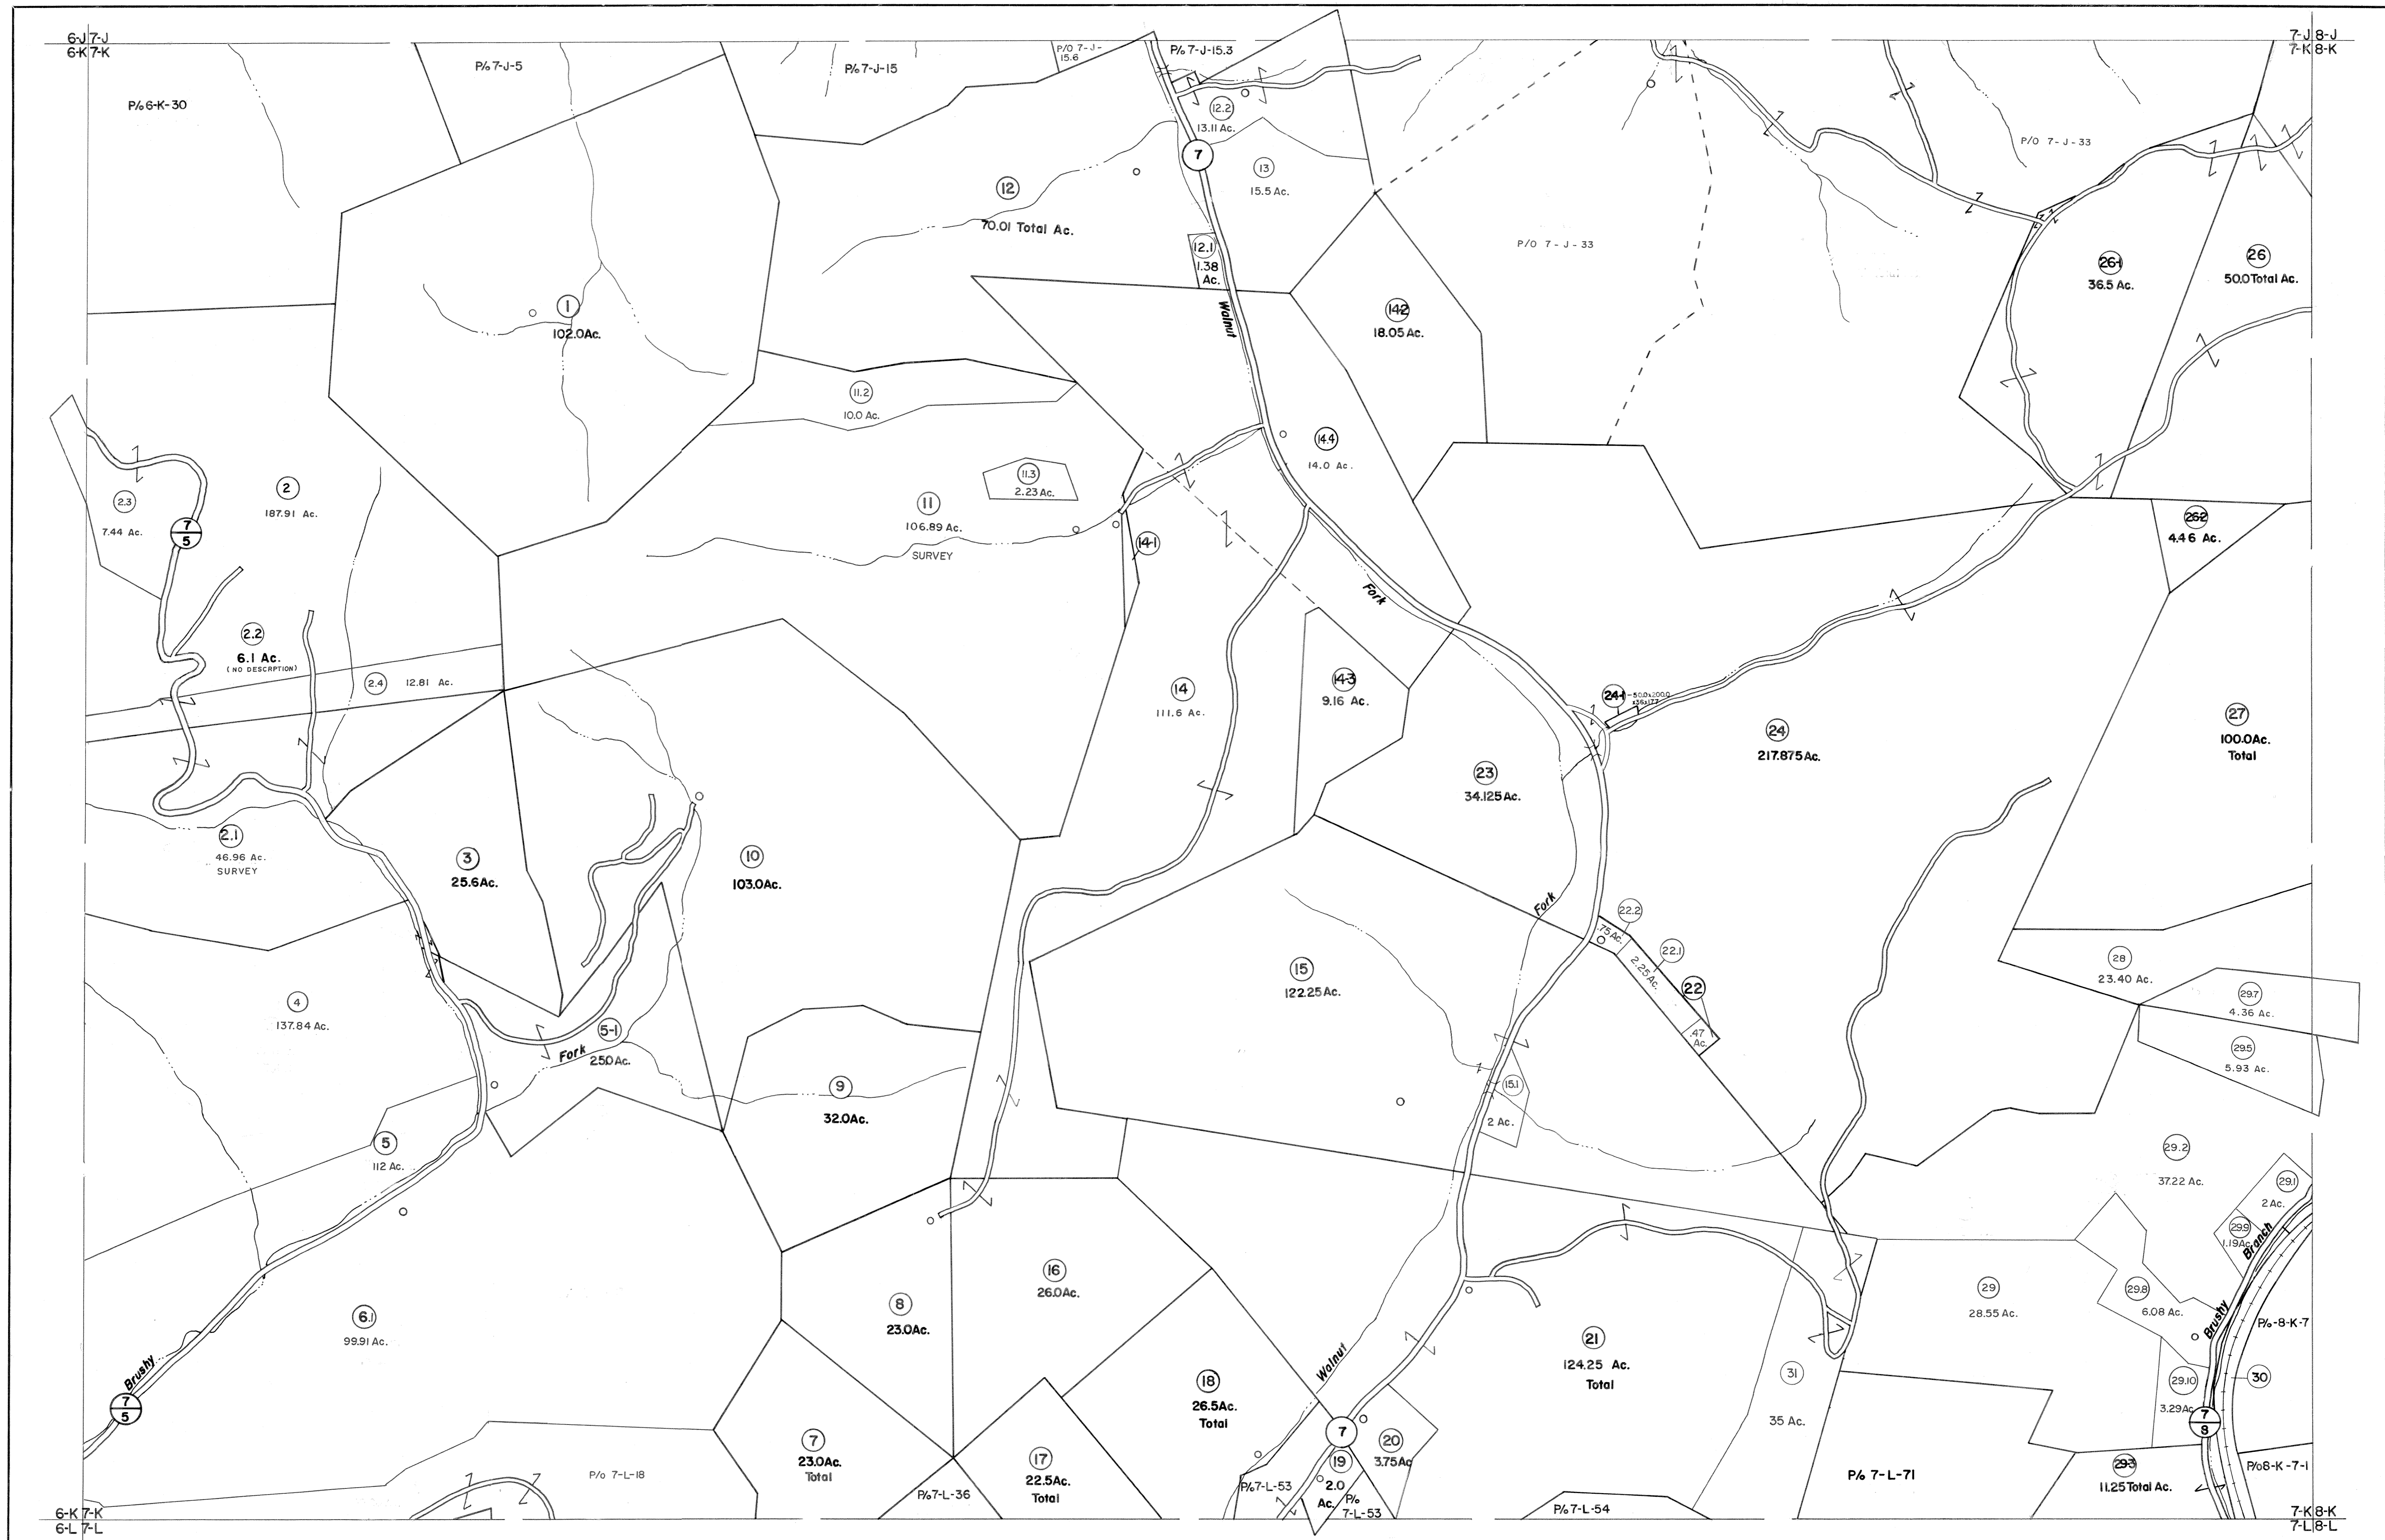 6-J 7-J
6-K 7-K
7-J 8-J
7-K 8-K
P/o 6-K-30
P/o 7-J-5
P/o 7-J-15
P/O 7-J-
15.6
P/o 7-J-15.3
P/O 7-J-33
12.2
13.11 Ac.
7
13
15.5 Ac.
12
70.01 Total Ac.
12.1
1.38
Ac.
Walnut
P/O 7-J-33
26-1
36.5 Ac.
26
50.0 Total Ac.
1
102.0Ac.
14-2
18.05 Ac.
11.2
10.0 Ac.
14.4
14.0 Ac.
2.3
7.44 Ac.
7
5
2
187.91 Ac.
11.3
2.23 Ac.
11
106.89 Ac.
SURVEY
14-1
26-2
4.46 Ac.
Fork
2.2
6.1 Ac.
(NO DESCRPTION)
2.4 12.81 Ac.
14
111.6 Ac.
14-3
9.16 Ac.
24-1
24
217.875Ac.
27
100.0Ac.
Total
23
34.125Ac.
2.1
46.96 Ac.
SURVEY
3
25.6Ac.
10
103.0Ac.
Fork
22.2
.75 Ac.
22.1
2.25 Ac.
22
.47
Ac.
15
122.25 Ac.
28
23.40 Ac.
29.7
4.36 Ac.
29.5
5.93 Ac.
4
137.84 Ac.
5-1
Fork
25.0 Ac.
9
32.0Ac.
15.1
2 Ac.
5
112 Ac.
29.2
37.22 Ac.
29.1
2 Ac.
29.9
1.19Ac.
Branch
16
26.0Ac.
8
23.0Ac.
6.1
99.91 Ac.
29
28.55 Ac.
29.8
6.08 Ac.
Brushy
P/o-8-K-7
21
124.25 Ac.
Total
31
35 Ac.
Walnut
18
26.5Ac.
Total
29.10
3.29Ac.
30
7
8
Brushy
7
5
7
23.0Ac.
Total
P/o 7-L-18
17
22.5Ac.
Total
P/o 7-L-36
7
20
3.75Ac
19
2.0
Ac.
P/o 7-L-53
P/o
7-L-53
P/o 7-L-54
P/o 7-L-71
29-3
11.25 Total Ac.
P/o8-K-7-1
6-K 7-K
6-L 7-L
7-K 8-K
7-L 8-L